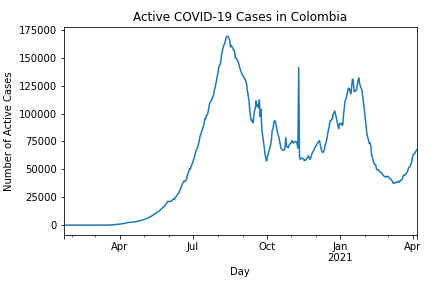 Active COVID-19 Cases in Colombia
175000
150000
125000
100000
75000
50000
25000
0
Number of Active Cases
Apr Jul Oct Jan Apr
2021
Day